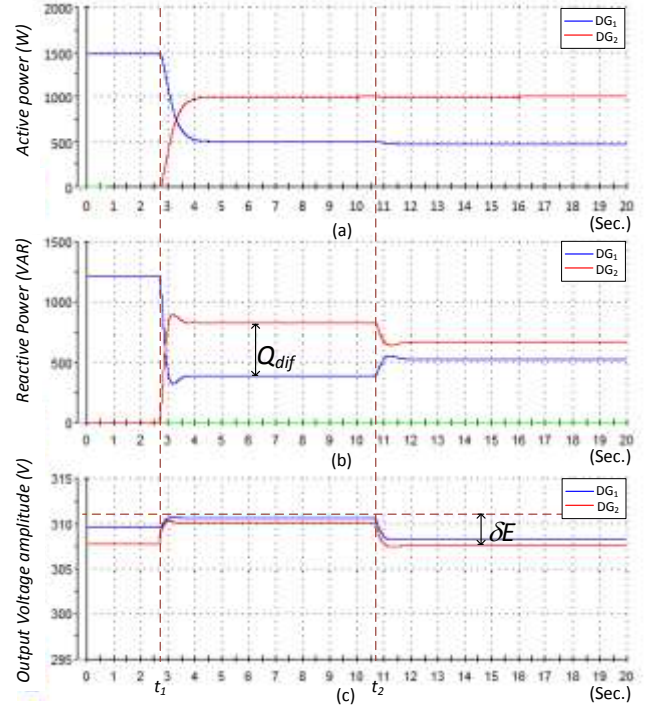 Active power (W)
2000
1500
1000
500
0
DG1
DG2
0 1 2 3 4 5 6 7 8 9 10 11 12 13 14 15 16 17 18 19 20
(Sec.)
(a)
Reactive Power (VAR)
1500
1000
500
0
DG1
DG2
Qdif
0 1 2 3 4 5 6 7 8 9 10 11 12 13 14 15 16 17 18 19 20
(Sec.)
(b)
Output Voltage amplitude (V)
315
310
305
300
295
DG1
DG2
δE
0 1 2 3 4 5 6 7 8 9 10 11 12 13 14 15 16 17 18 19 20
t1
t2
(Sec.)
(c)